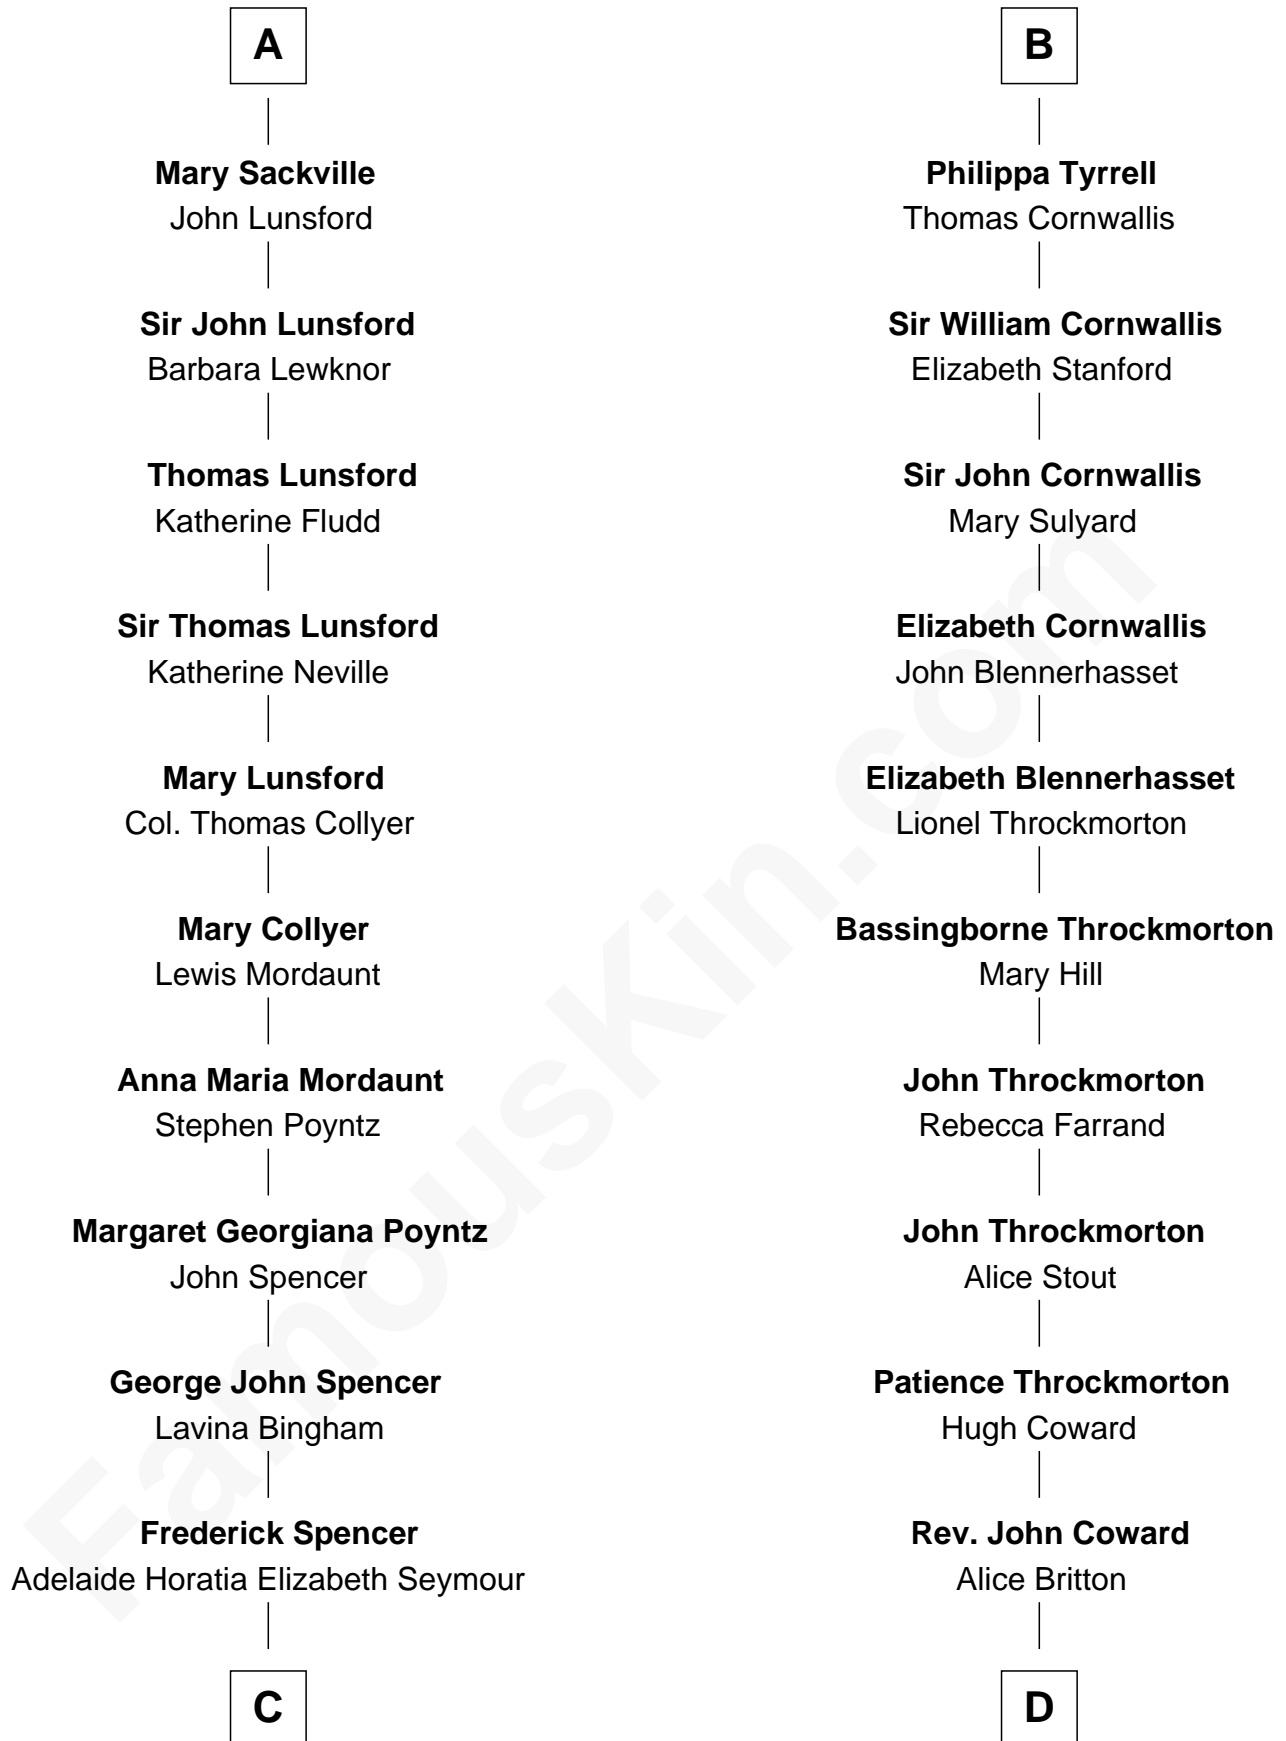 A
Mary Sackville
John Lunsford
Sir John Lunsford
Barbara Lewknor
Thomas Lunsford
Katherine Fludd
Sir Thomas Lunsford
Katherine Neville
Mary Lunsford
Col. Thomas Collyer
Mary Collyer
Lewis Mordaunt
Anna Maria Mordaunt
Stephen Poyntz
Margaret Georgiana Poyntz
John Spencer
George John Spencer
Lavina Bingham
Frederick Spencer
Adelaide Horatia Elizabeth Seymour
C
B
Philippa Tyrrell
Thomas Cornwallis
Sir William Cornwallis
Elizabeth Stanford
Sir John Cornwallis
Mary Sulyard
Elizabeth Cornwallis
John Blennerhasset
Elizabeth Blennerhasset
Lionel Throckmorton
Bassingborne Throckmorton
Mary Hill
John Throckmorton
Rebecca Farrand
John Throckmorton
Alice Stout
Patience Throckmorton
Hugh Coward
Rev. John Coward
Alice Britton
D
FamousKin.com